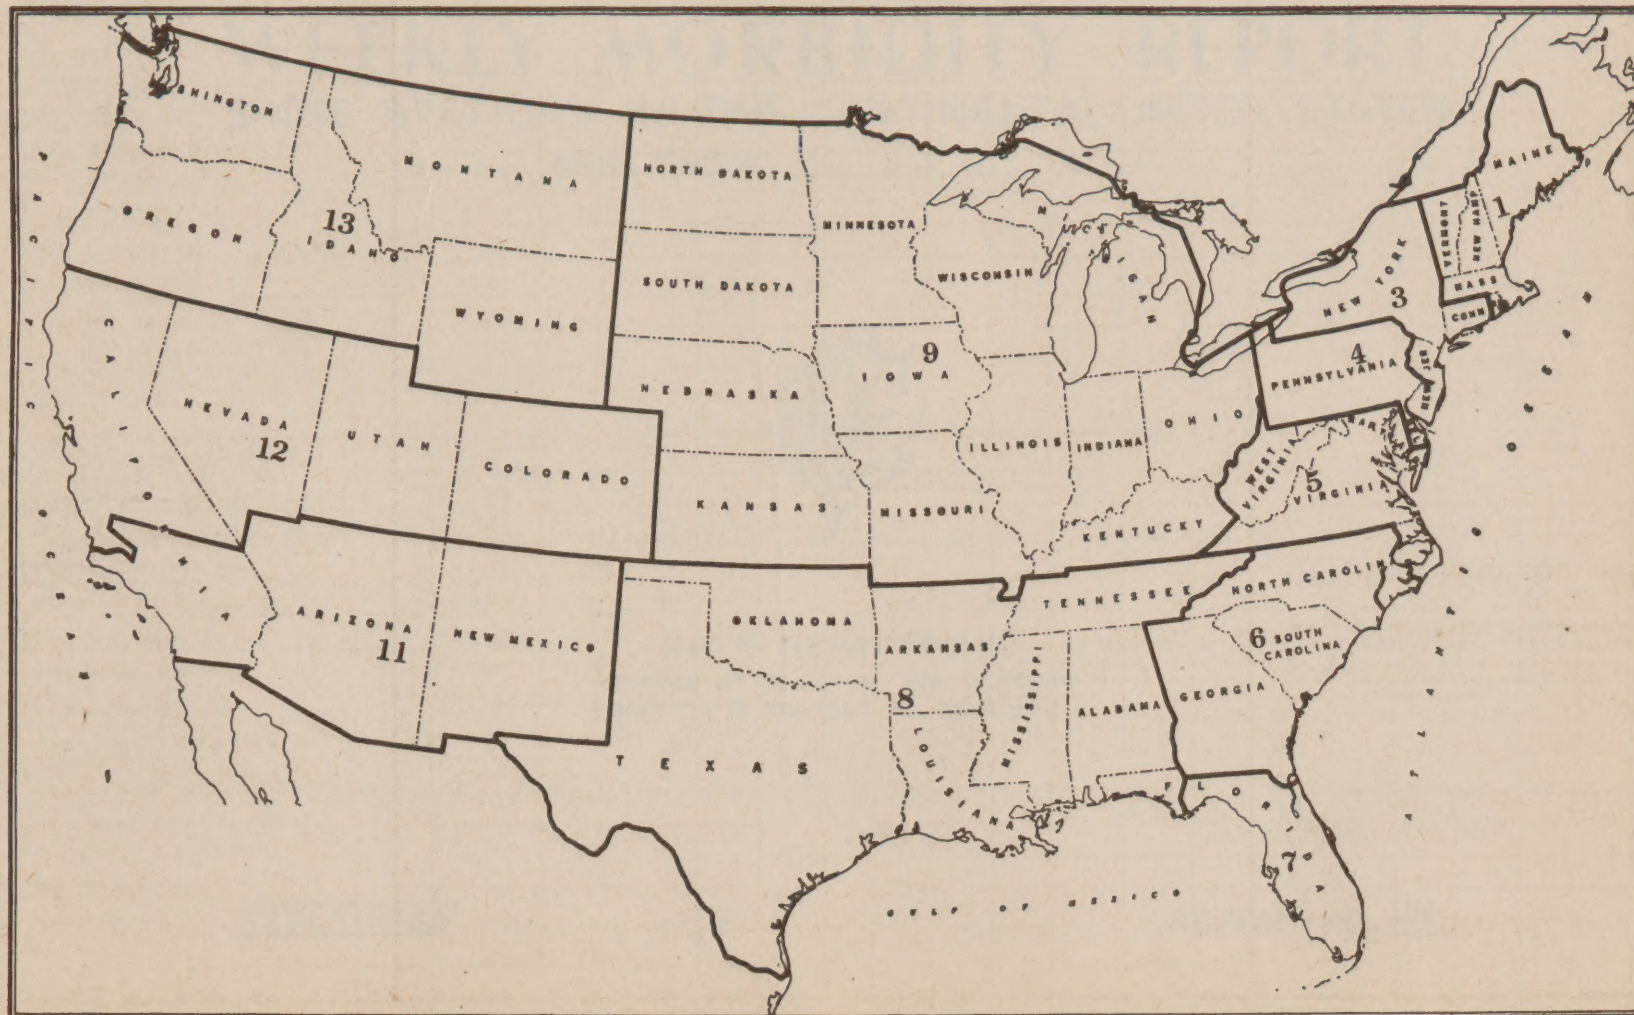 WASHINGTON
OREGON
MONTANA
13
IDAHO
WYOMING
NORTH DAKOTA
SOUTH DAKOTA
NEBRASKA
KANSAS
MINNESOTA
WISCONSIN
MICHIGAN
9
IOWA
ILLINOIS
INDIANA
OHIO
MISSOURI
KENTUCKY
MAINE
1
VERMONT
NEW HAMP
MASS
CONN
NEW YORK
3
4
PENNSYLVANIA
NEW JER
WEST
VIRGINIA
5
VIRGINIA
MARY
CALIFORNIA
NEVADA
12
UTAH
COLORADO
ARIZONA
11
NEW MEXICO
OKLAHOMA
TEXAS
ARKANSAS
8
LOUISIANA
MISSISSIPPI
ALABAMA
TENNESSEE
NORTH CAROLIN
6 SOUTH
CAROLINA
GEORGIA
FLORIDA
7
PACIFIC
OCEAN
GULF OF MEXICO
ATLANTIC